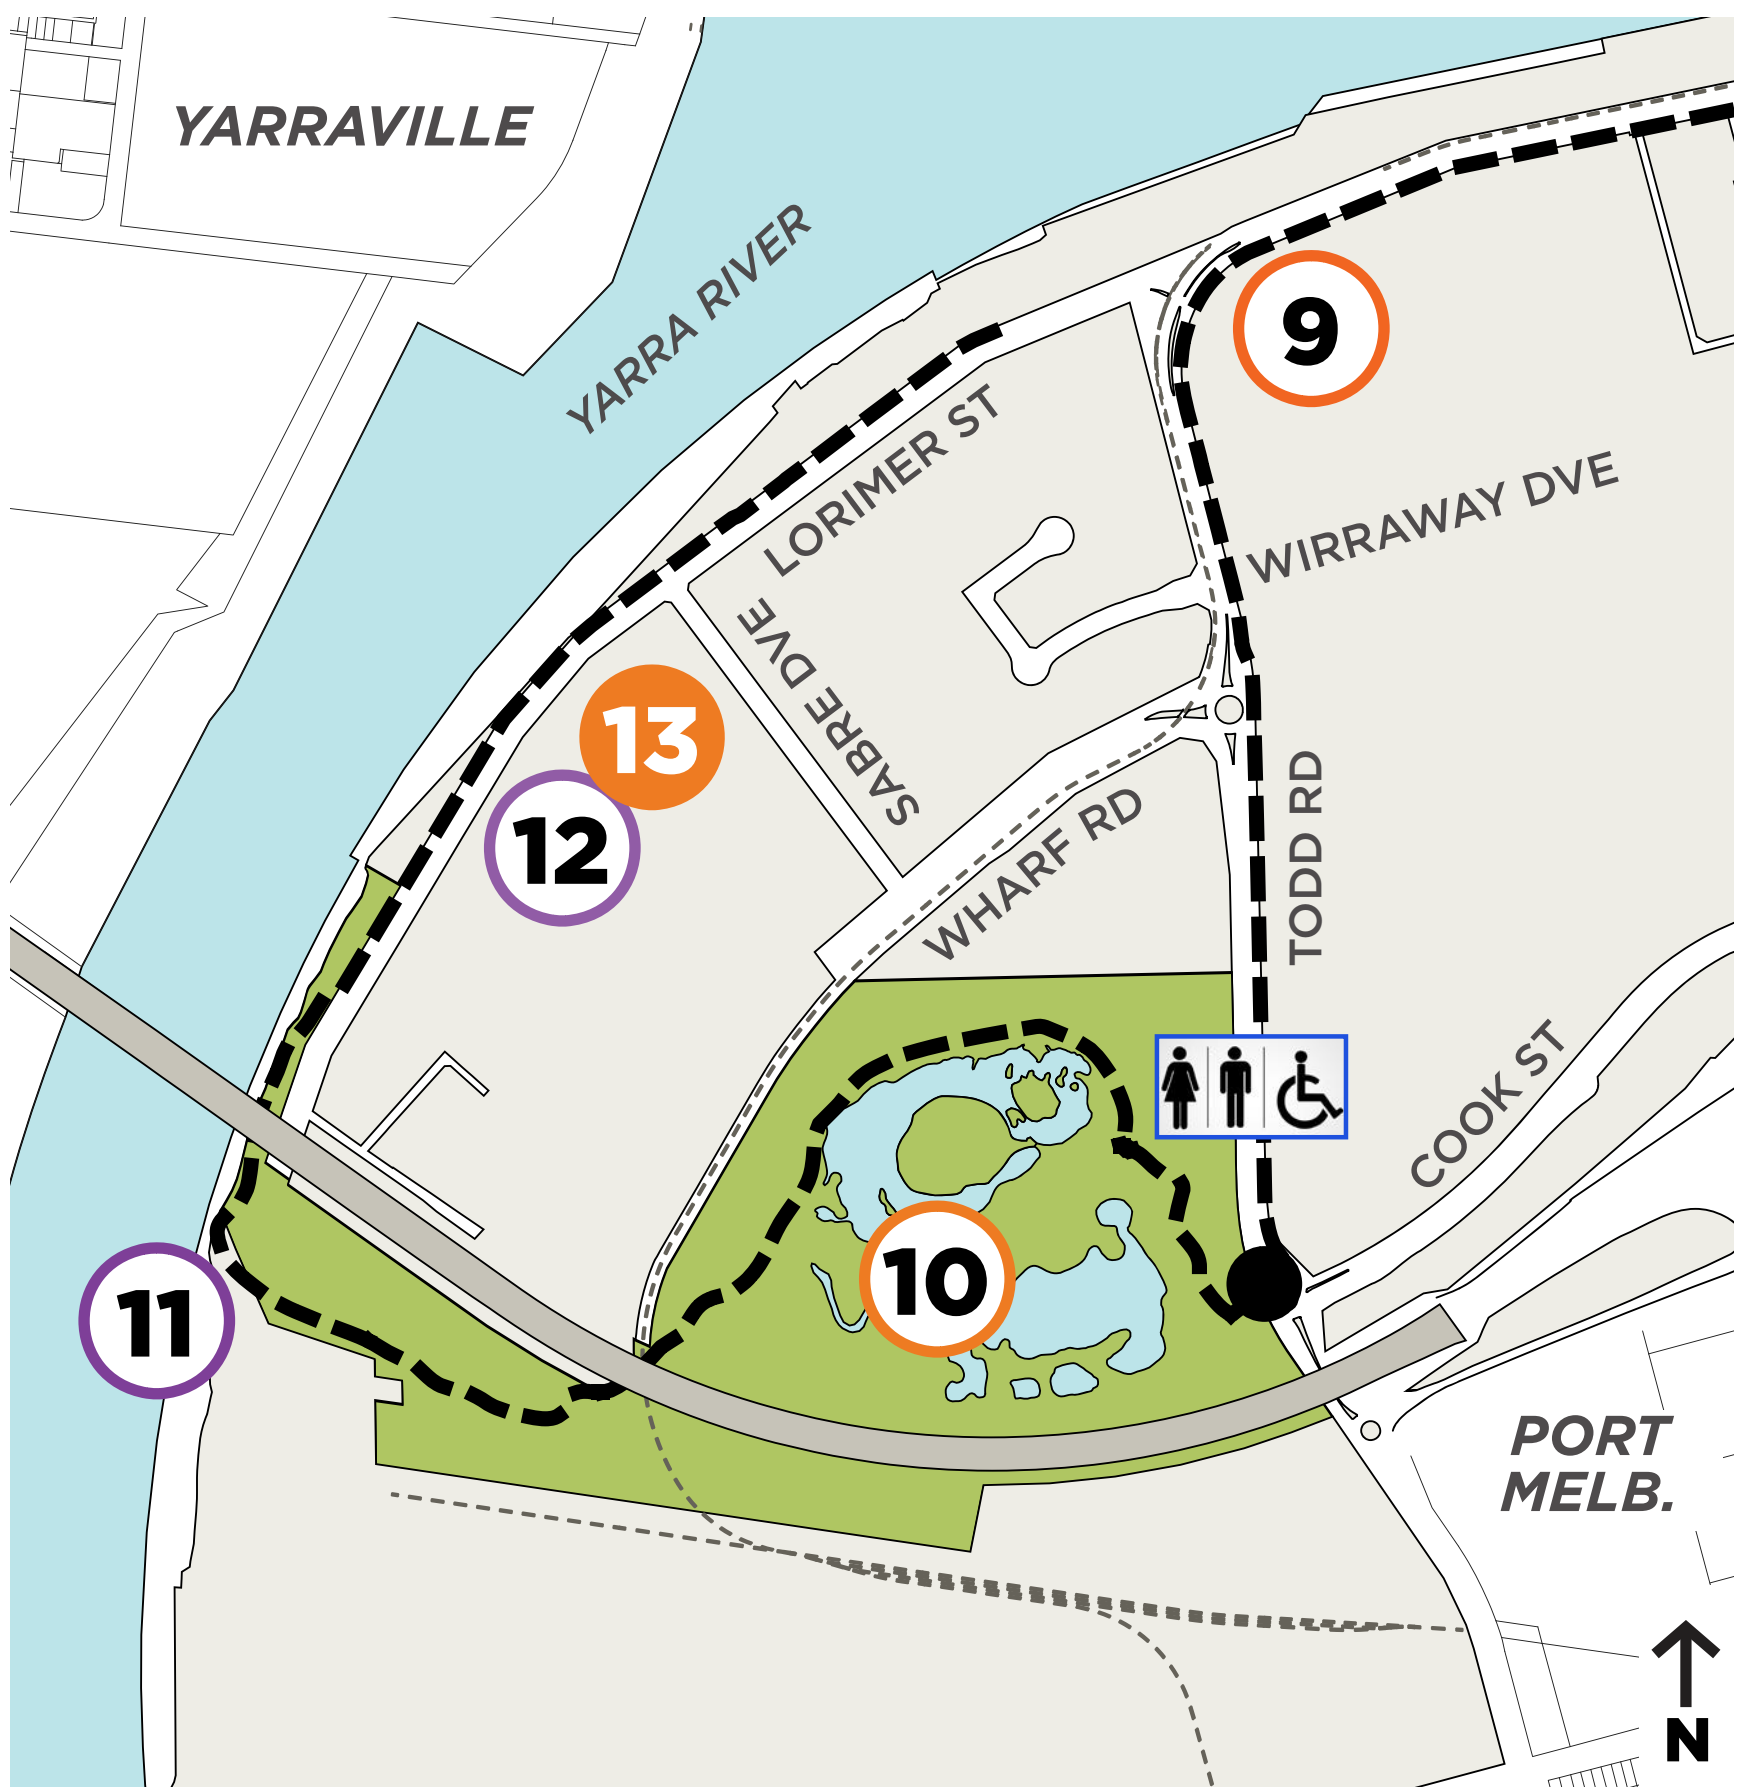 YARRAVILLE
YARRA RIVER
9
LORIMER ST
WIRRAWAY DVE
SABRE DVE
13
12
WHARF RD
TODD RD
COOK ST
10
11
PORT
MELB.
N